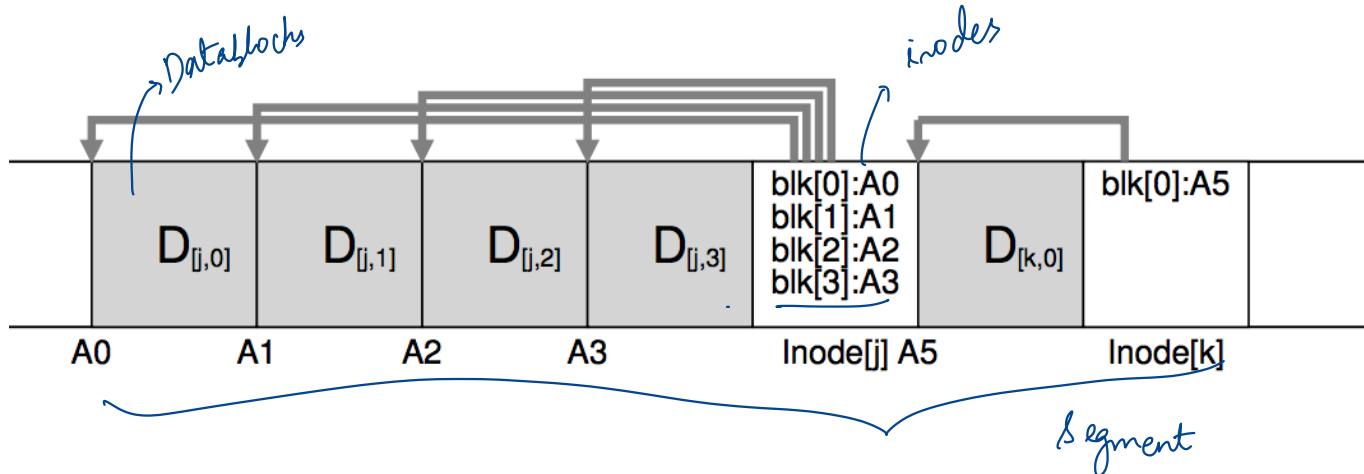 Datablocks
inodes
blk[0]:A0
blk[1]:A1
blk[2]:A2
blk[3]:A3
blk[0]:A5
D[j,0] D[j,1] D[j,2] D[j,3] D[k,0]
A0 A1 A2 A3 Inode[j] A5 Inode[k]
Segment